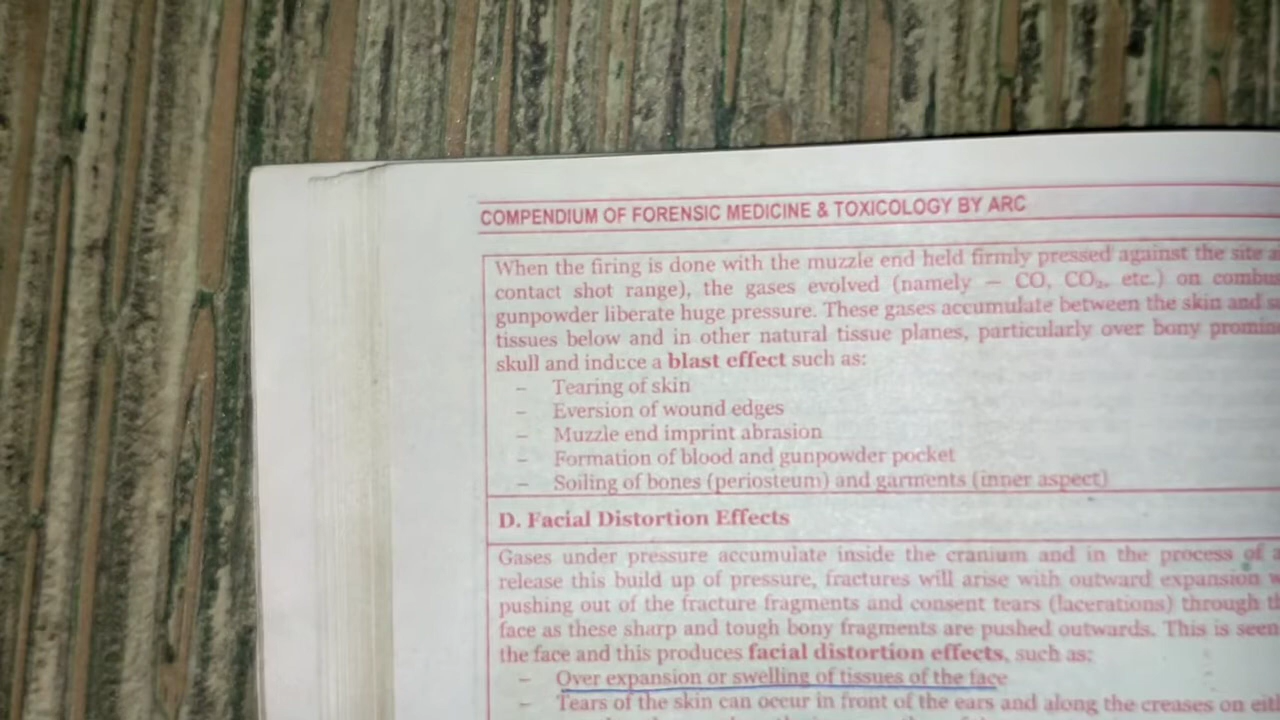 COMPENDIUM OF FORENSIC MEDICINE & TOXICOLOGY BY ARC
When the firing is done with the muzzle end held firmly pressed against the site
contact shot range), the gases evolved (namely – CO, CO₂, etc.) on
gunpowder liberate huge pressure. These gases accumulate between the skin and
tissues below and in other natural tissue planes, particularly over bony
skull and induce a blast effect such as:
– Tearing of skin
– Eversion of wound edges
– Muzzle end imprint abrasion
– Formation of blood and gunpowder pocket
– Soiling of bones (periosteum) and garments (inner aspect)
D. Facial Distortion Effects
Gases under pressure accumulate inside the cranium and in the process of
release this build up of pressure, fractures will arise with outward expansion
pushing out of the fracture fragments and consent tears (lacerations) through
face as these sharp and tough bony fragments are pushed outwards. This is seen
the face and this produces facial distortion effects, such as:
– Over expansion or swelling of tissues of the face
– Tears of the skin can occur in front of the ears and along the creases on